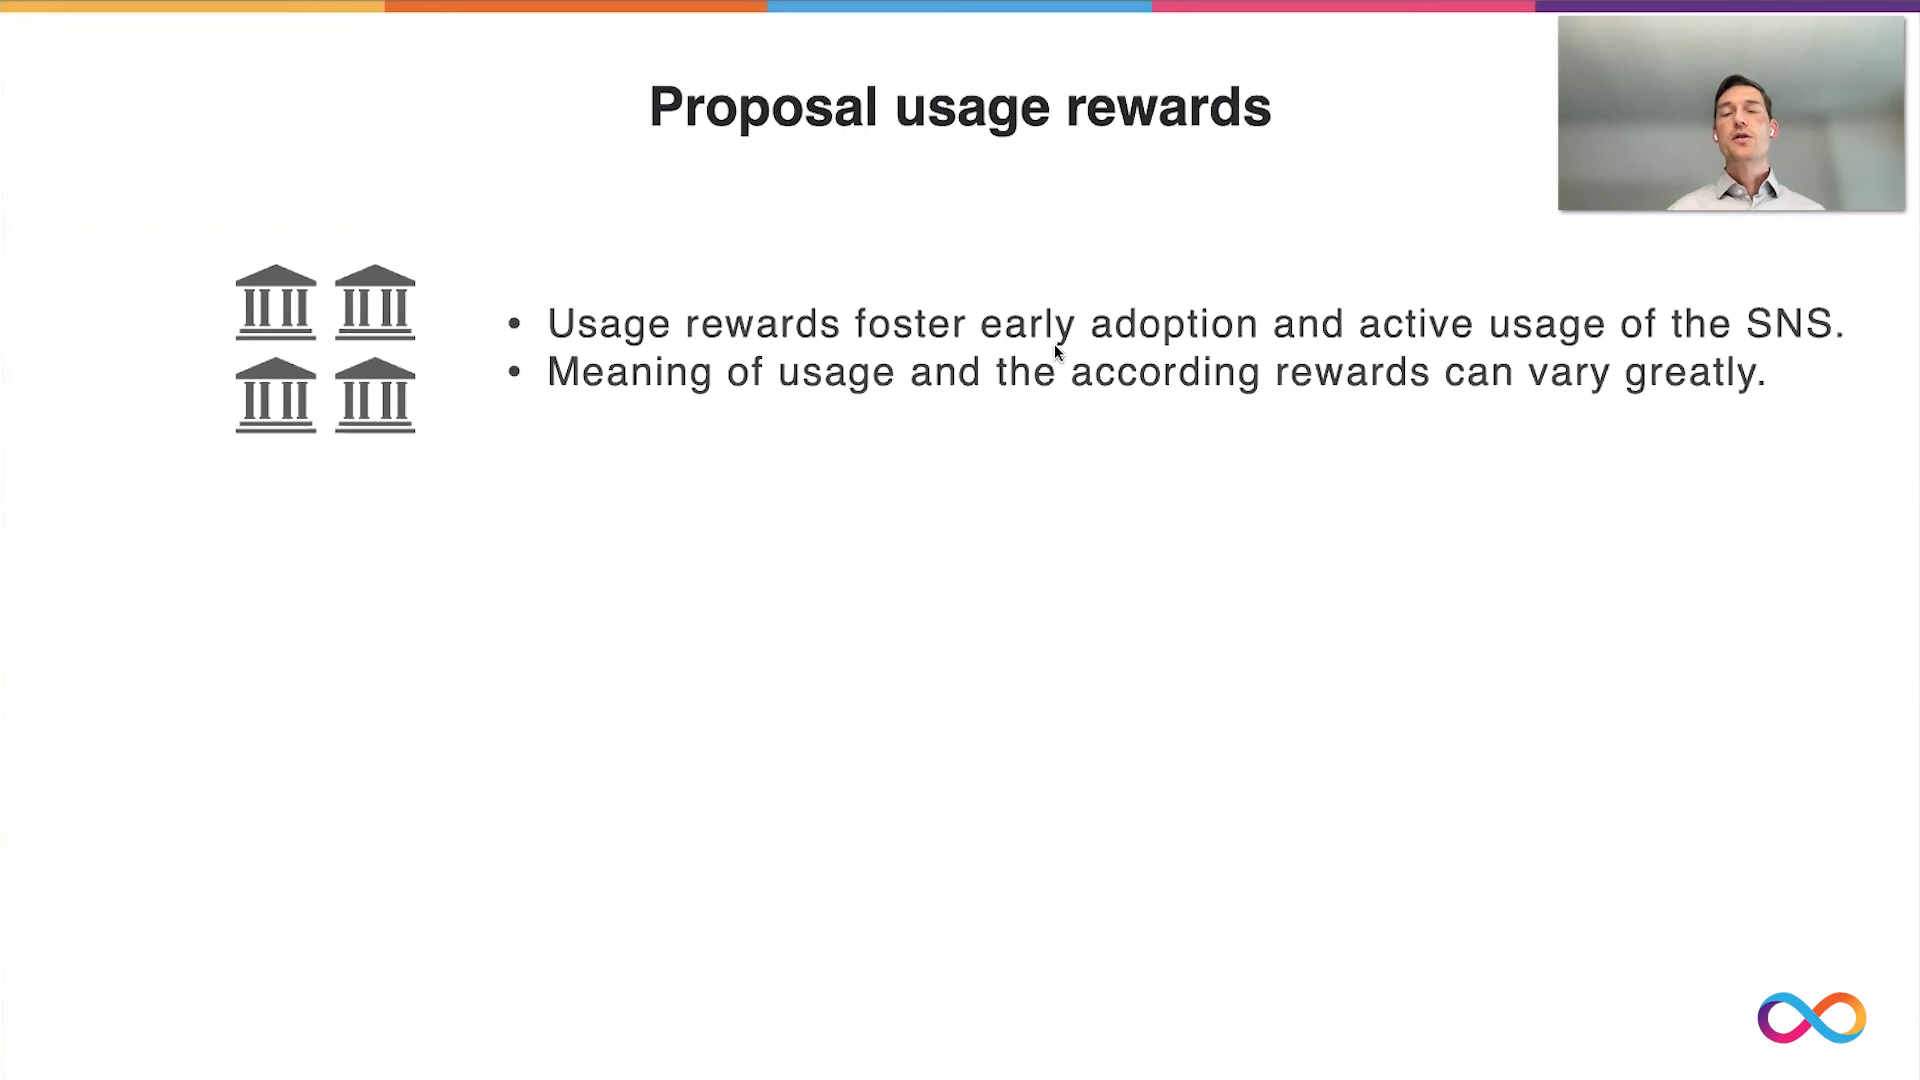 Proposal usage rewards
• Usage rewards foster early adoption and active usage of the SNS.
• Meaning of usage and the according rewards can vary greatly.